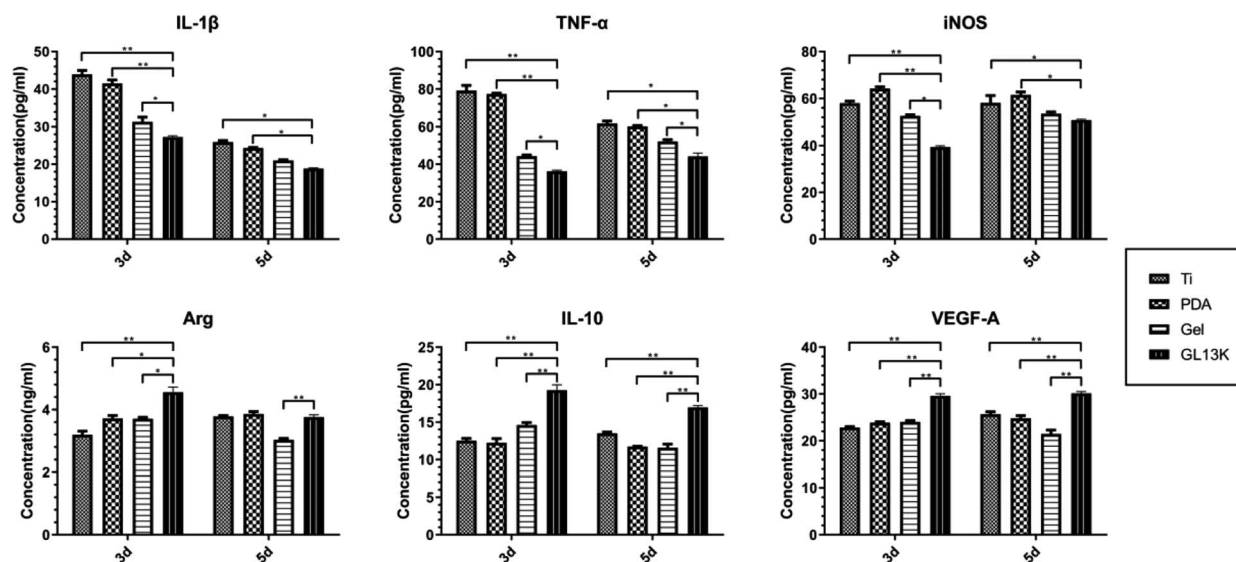 IL-1β
Concentration(pg/ml)
50
40
30
20
10
0
**
**
*
*
*
3d
5d
TNF-α
Concentration(pg/ml)
100
80
60
40
20
0
**
**
*
*
*
*
3d
5d
iNOS
Concentration(pg/ml)
80
60
40
20
0
**
**
*
*
*
3d
5d
Ti
PDA
Gel
GL13K
Arg
Concentration(ng/ml)
6
4
2
0
**
*
*
**
3d
5d
IL-10
Concentration(pg/ml)
25
20
15
10
5
0
**
**
**
**
**
**
3d
5d
VEGF-A
Concentration(pg/ml)
40
30
20
10
0
**
**
**
**
**
**
3d
5d